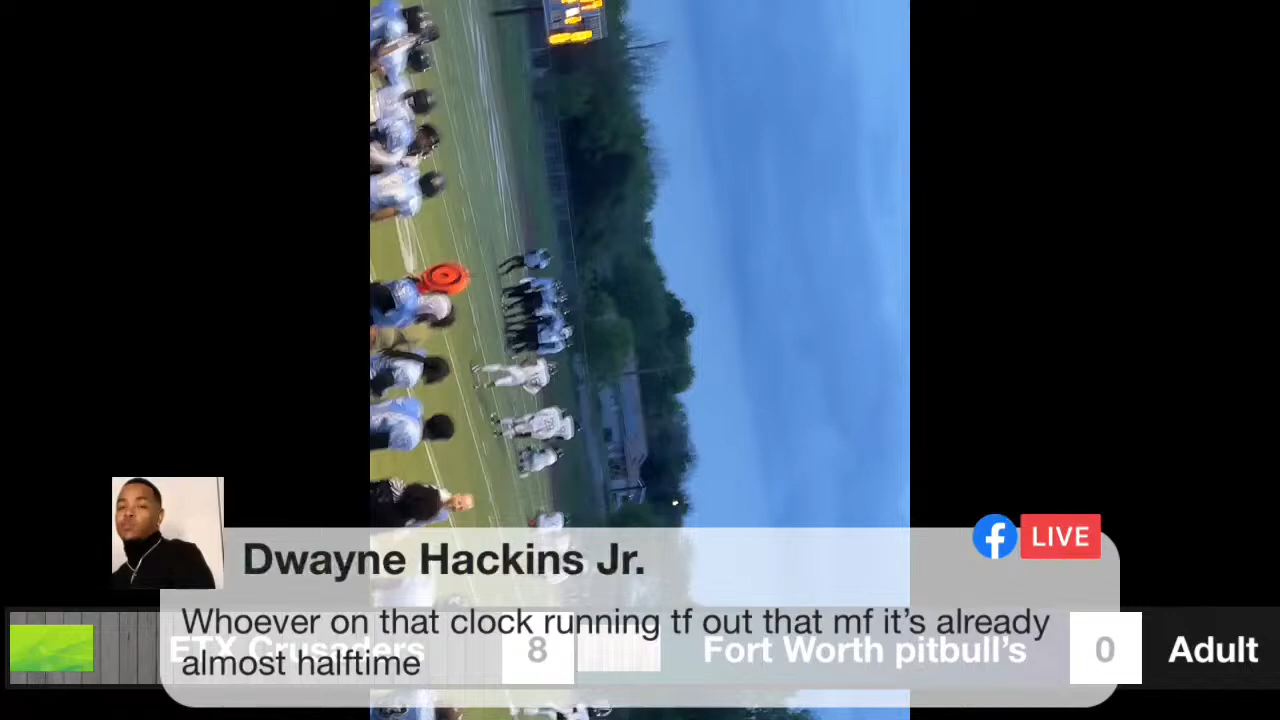 Dwayne Hackins Jr.
LIVE
Whoever on that clock running tf out that mf it’s already
almost halftime
ETX Crusaders 8 Fort Worth pitbull’s 0 Adult